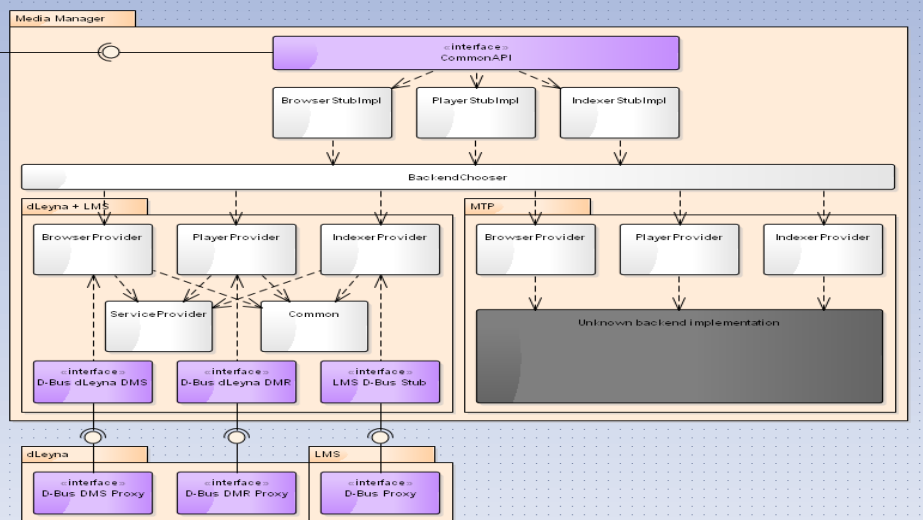 Media Manager
«interface»
CommonAPI
BrowserStubImpl
PlayerStubImpl
IndexerStubImpl
BackendChooser
dLeyna + LMS
MTP
BrowserProvider
PlayerProvider
IndexerProvider
BrowserProvider
PlayerProvider
IndexerProvider
ServiceProvider
Common
Unknown backend implementation
«interface»
D-Bus dLeyna DMS
«interface»
D-Bus dLeyna DMR
«interface»
LMS D-Bus Stub
dLeyna
LMS
«interface»
D-Bus DMS Proxy
«interface»
D-Bus DMR Proxy
«interface»
D-Bus Proxy